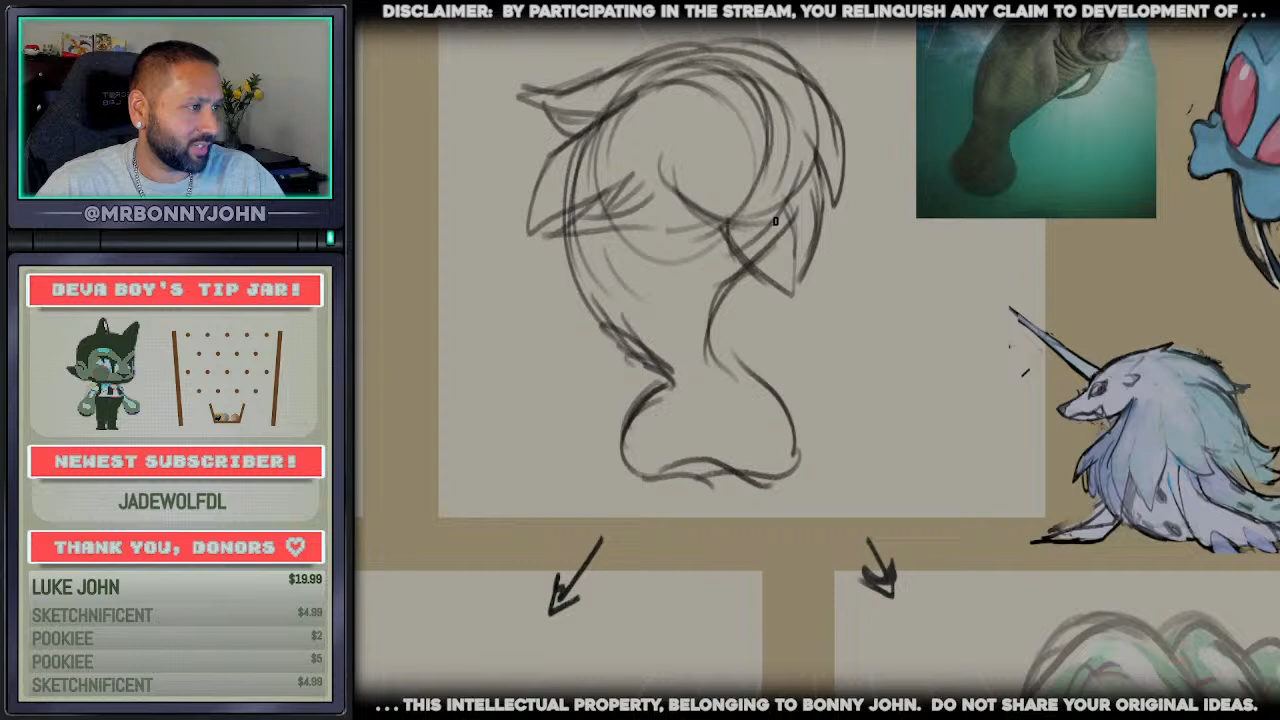 DISCLAIMER: BY PARTICIPATING IN THE STREAM, YOU RELINQUISH ANY CLAIM TO DEVELOPMENT OF . . .
@MRBONNYJOHN
DEVA BOY'S TIP JAR!
NEWEST SUBSCRIBER!
JADEWOLFDL
THANK YOU, DONORS
LUKE JOHN $19.99
SKETCHNIFICENT $4.99
POOKIEE $2
POOKIEE $5
SKETCHNIFICENT $4.99
. . . THIS INTELLECTUAL PROPERTY, BELONGING TO BONNY JOHN. DO NOT SHARE YOUR ORIGINAL IDEAS.